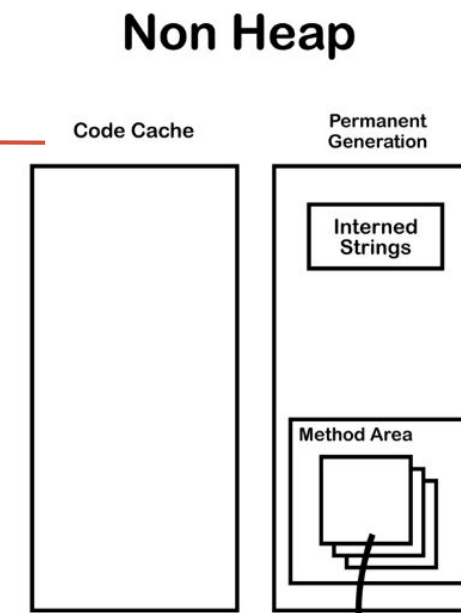 Non Heap
Code Cache
Permanent
Generation
Interned
Strings
Method Area